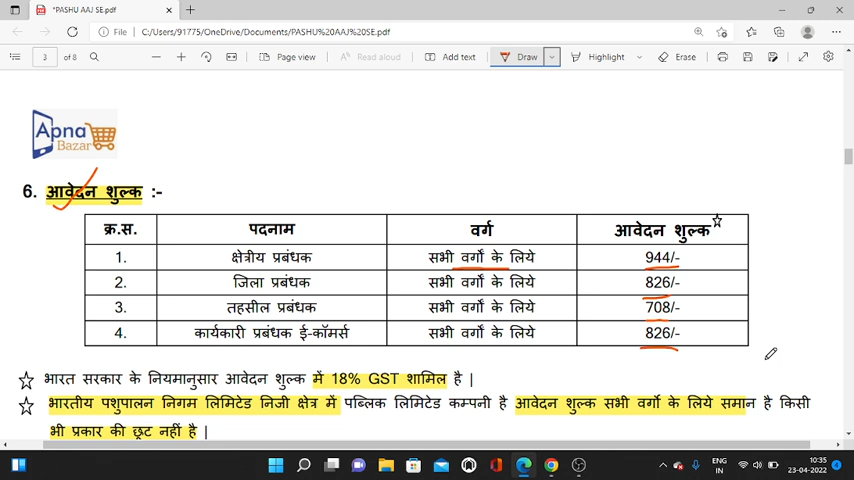 *PASHU AAJ SE.pdf
File C:/Users/91775/OneDrive/Documents/PASHU%20AAJ%20SE.pdf
3 of 8 Page view Read aloud Add text Draw Highlight Erase
Apna
Bazar
6. आवेदन शुल्क :-
क्र.स. पदनाम वर्ग आवेदन शुल्क
1. क्षेत्रीय प्रबंधक सभी वर्गों के लिये 944/-
2. जिला प्रबंधक सभी वर्गों के लिये 826/-
3. तहसील प्रबंधक सभी वर्गों के लिये 708/-
4. कार्यकारी प्रबंधक ई-कॉमर्स सभी वर्गों के लिये 826/-
भारत सरकार के नियमानुसार आवेदन शुल्क में 18% GST शामिल है |
भारतीय पशुपालन निगम लिमिटेड निजी क्षेत्र में पब्लिक लिमिटेड कम्पनी है आवेदन शुल्क सभी वर्गो के लिये समान है किसी
भी प्रकार की छूट नहीं है |
ENG
IN
10:35
23-04-2022